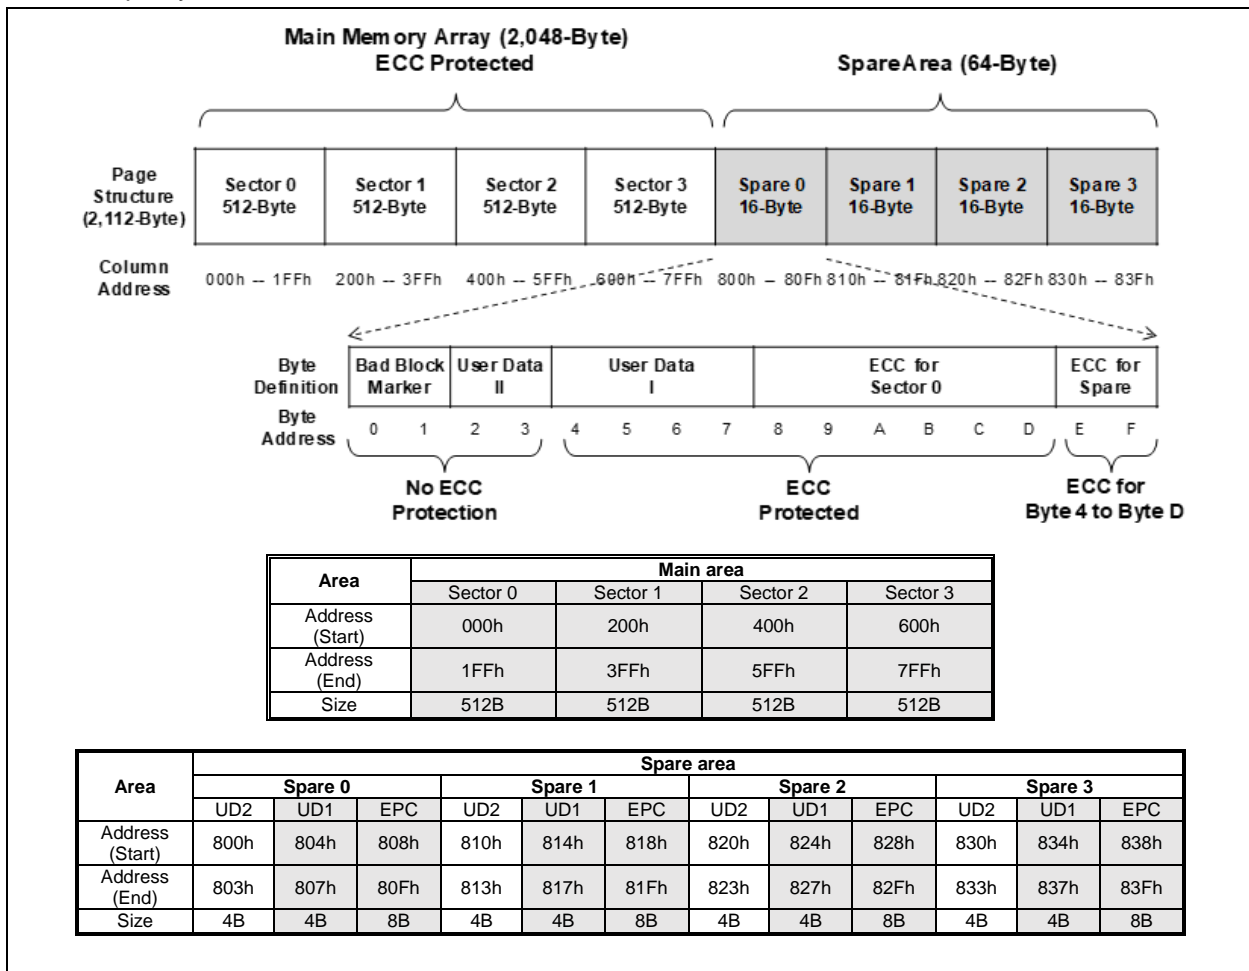 Main Memory Array (2,048-Byte)
ECC Protected
Spare Area (64-Byte)
Page
Structure
(2,112-Byte)
Sector 0
512-Byte
Sector 1
512-Byte
Sector 2
512-Byte
Sector 3
512-Byte
Spare 0
16-Byte
Spare 1
16-Byte
Spare 2
16-Byte
Spare 3
16-Byte
Column
Address
000h -- 1FFh 200h -- 3FFh 400h -- 5FFh 600h -- 7FFh 800h -- 80Fh 810h -- 81Fh 820h -- 82Fh 830h -- 83Fh
Byte
Definition
Bad Block
Marker
User Data
II
User Data
I
ECC for
Sector 0
ECC for
Spare
Byte
Address
0 1 2 3 4 5 6 7 8 9 A B C D E F
No ECC
Protection
ECC
Protected
ECC for
Byte 4 to Byte D
Area
Main area
Sector 0 Sector 1 Sector 2 Sector 3
Address
(Start)
000h 200h 400h 600h
Address
(End)
1FFh 3FFh 5FFh 7FFh
Size 512B 512B 512B 512B
Area
Spare area
Spare 0 Spare 1 Spare 2 Spare 3
UD2 UD1 EPC UD2 UD1 EPC UD2 UD1 EPC UD2 UD1 EPC
Address
(Start)
800h 804h 808h 810h 814h 818h 820h 824h 828h 830h 834h 838h
Address
(End)
803h 807h 80Fh 813h 817h 81Fh 823h 827h 82Fh 833h 837h 83Fh
Size 4B 4B 8B 4B 4B 8B 4B 4B 8B 4B 4B 8B